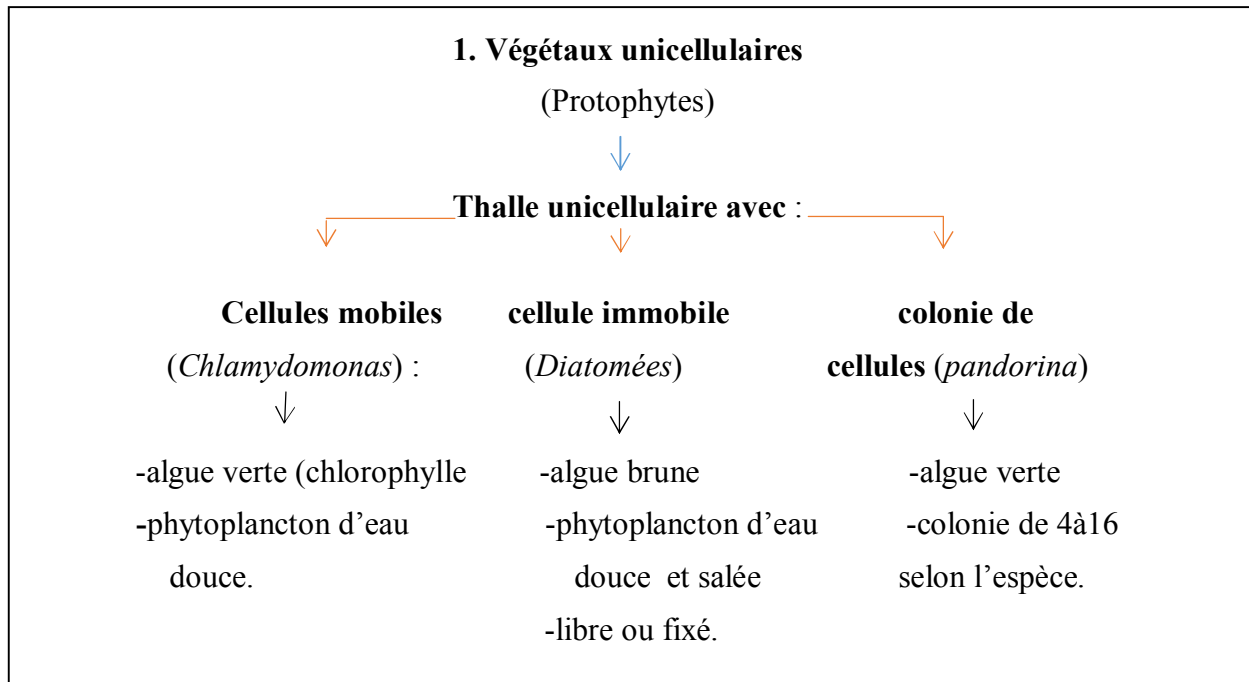 1. Végétaux unicellulaires
(Protophytes)
Thalle unicellulaire avec :
Cellules mobiles
(Chlamydomonas) :
-algue verte (chlorophylle
-phytoplancton d’eau
douce.
cellule immobile
(Diatomées)
-algue brune
-phytoplancton d’eau
douce et salée
-libre ou fixé.
colonie de
cellules (pandorina)
-algue verte
-colonie de 4à16
selon l’espèce.